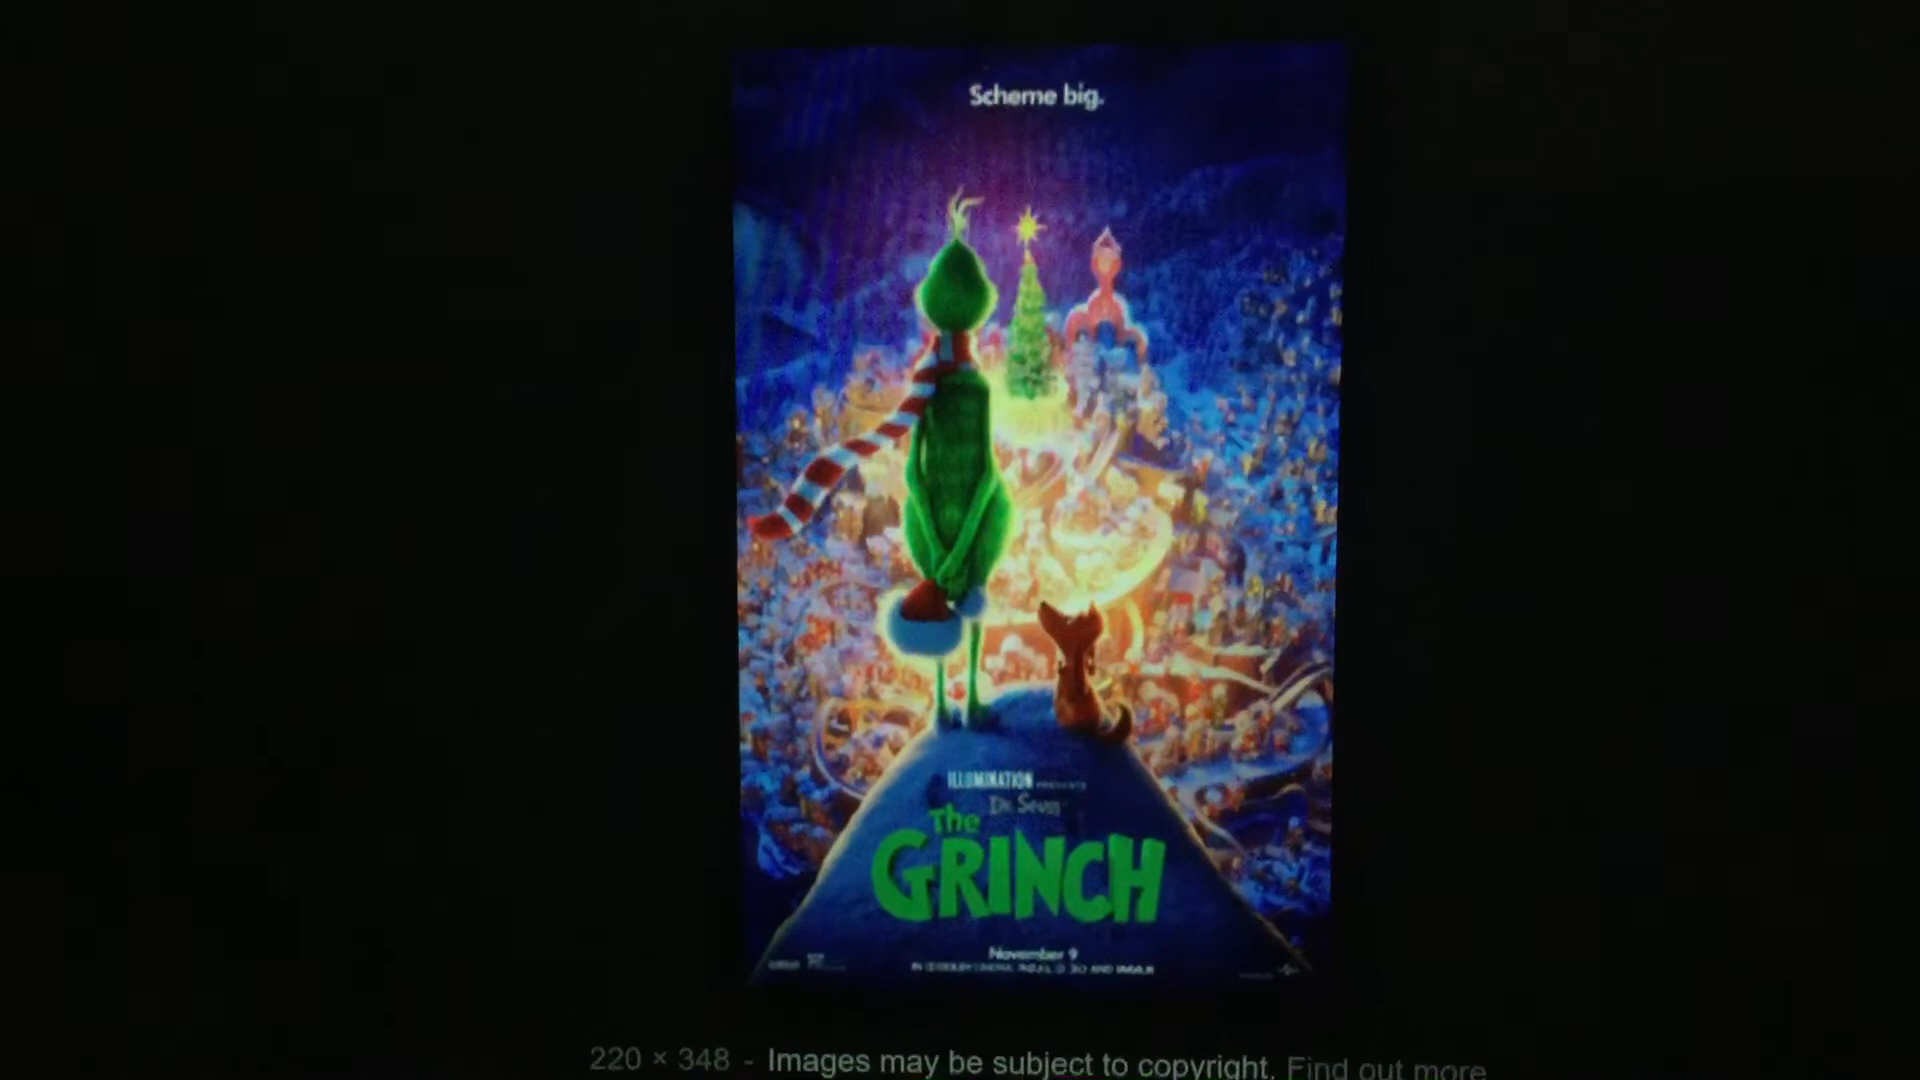 Scheme big.
ILLUMINATION PRESENTS
Dr. Seuss'
The
GRINCH
November 9
220 × 348 - Images may be subject to copyright. Find out more